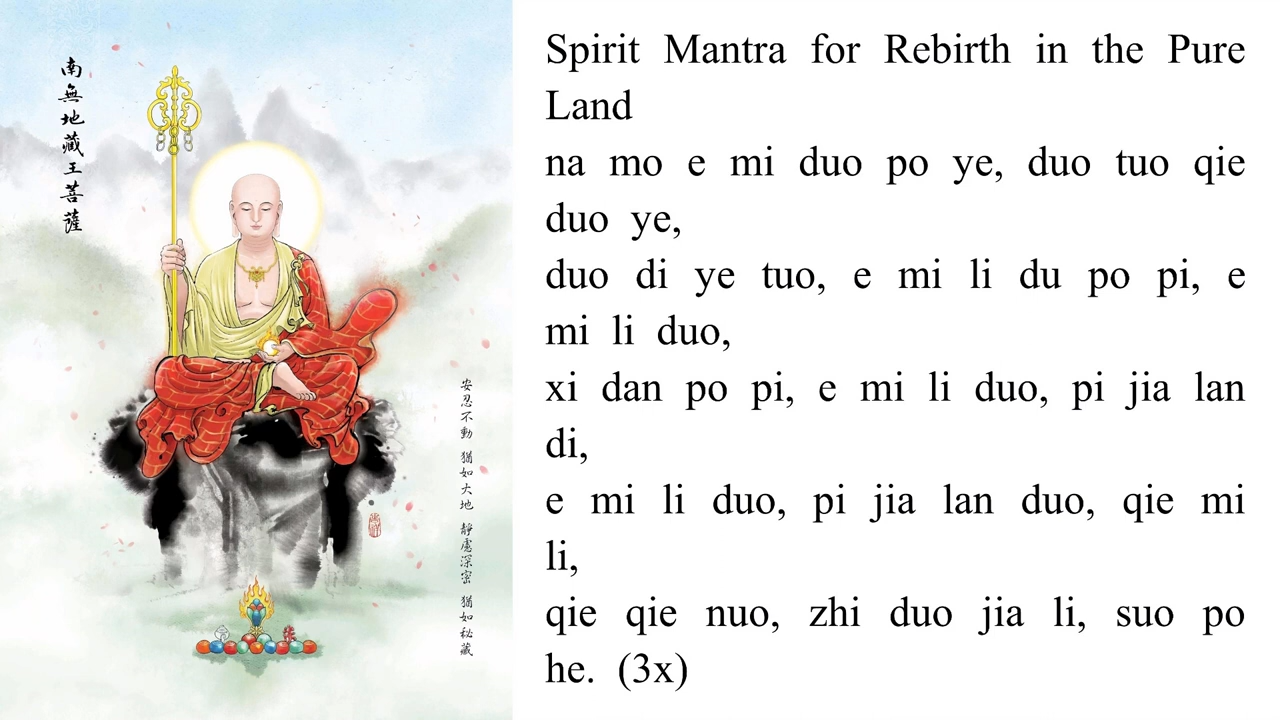 南無地藏王菩薩
安忍不動 猶如大地 靜慮深密 猶如秘藏
Spirit Mantra for Rebirth in the Pure
Land
na mo e mi duo po ye, duo tuo qie
duo ye,
duo di ye tuo, e mi li du po pi, e
mi li duo,
xi dan po pi, e mi li duo, pi jia lan
di,
e mi li duo, pi jia lan duo, qie mi
li,
qie qie nuo, zhi duo jia li, suo po
he. (3x)